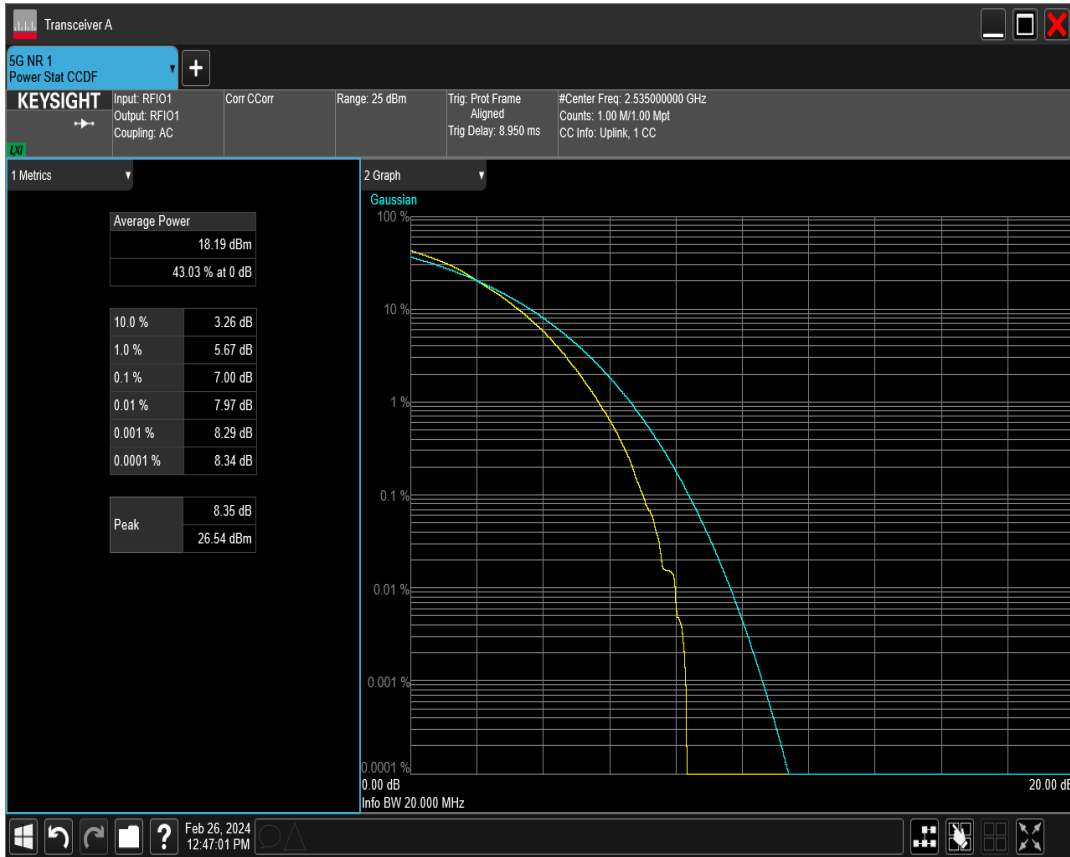 Transceiver A
5G NR 1
Power Stat CCDF
+
KEYSIGHT
LXI
Input: RFIO1
Output: RFIO1
Coupling: AC
Corr CCorr
Range: 25 dBm
Trig: Prot Frame
Aligned
Trig Delay: 8.950 ms
#Center Freq: 2.535000000 GHz
Counts: 1.00 M/1.00 Mpt
CC Info: Uplink, 1 CC
1 Metrics
Average Power
18.19 dBm
43.03 % at 0 dB
10.0 % 3.26 dB
1.0 % 5.67 dB
0.1 % 7.00 dB
0.01 % 7.97 dB
0.001 % 8.29 dB
0.0001 % 8.34 dB
Peak
8.35 dB
26.54 dBm
2 Graph
Gaussian
100 %
10 %
1 %
0.1 %
0.01 %
0.001 %
0.0001 %
0.00 dB 20.00 dB
Info BW 20.000 MHz
?
Feb 26, 2024
12:47:01 PM